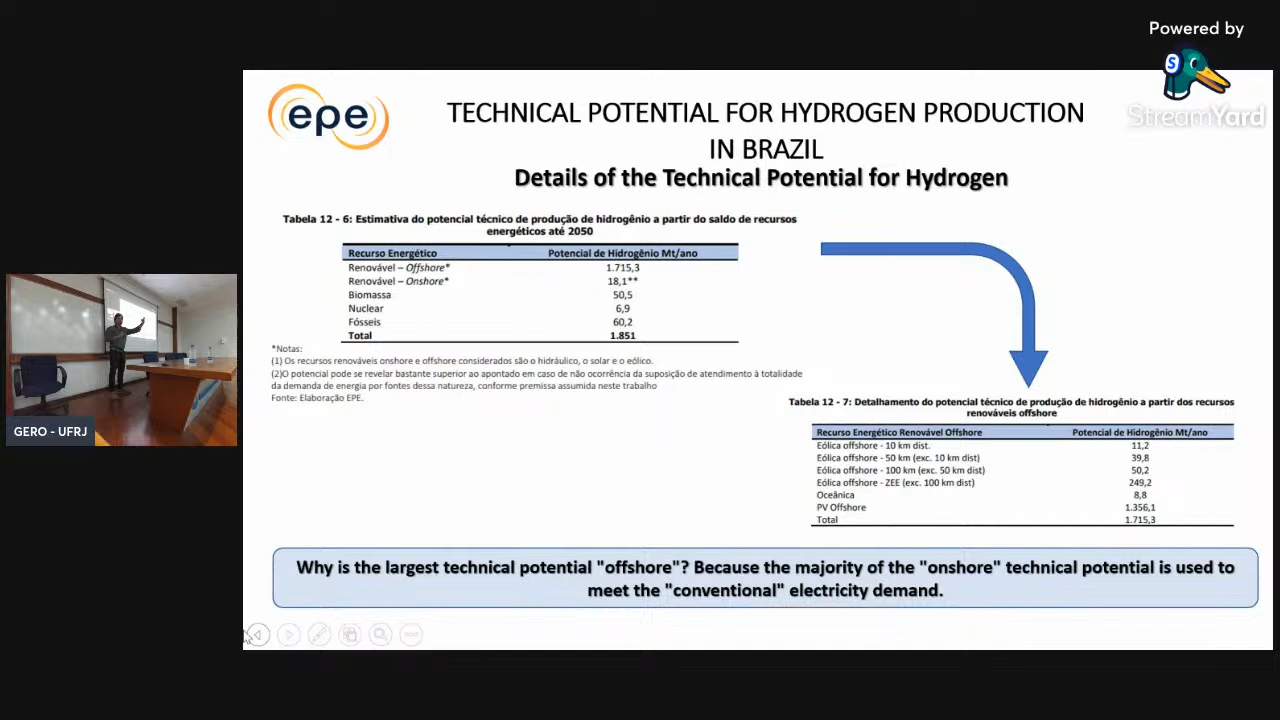 Powered by
S
StreamYard
epe
TECHNICAL POTENTIAL FOR HYDROGEN PRODUCTION
IN BRAZIL
Details of the Technical Potential for Hydrogen
Tabela 12 - 6: Estimativa do potencial técnico de produção de hidrogênio a partir do saldo de recursos
energéticos até 2050
Recurso Energético Potencial de Hidrogênio Mt/ano
Renovável – Offshore* 1.715,3
Renovável – Onshore* 18,1**
Biomassa 50,5
Nuclear 6,9
Fósseis 60,2
Total 1.851
*Notas:
(1) Os recursos renováveis onshore e offshore considerados são o hidráulico, o solar e o eólico.
(2)O potencial pode se revelar bastante superior ao apontado em caso de não ocorrência da suposição de atendimento à totalidade
da demanda de energia por fontes dessa natureza, conforme premissa assumida neste trabalho
Fonte: Elaboração EPE.
Tabela 12 - 7: Detalhamento do potencial técnico de produção de hidrogênio a partir dos recursos
renováveis offshore
Recurso Energético Renovável Offshore Potencial de Hidrogênio Mt/ano
Eólica offshore - 10 km dist. 11,2
Eólica offshore - 50 km (exc. 10 km dist) 39,8
Eólica offshore - 100 km (exc. 50 km dist) 50,2
Eólica offshore - ZEE (exc. 100 km dist) 249,2
Oceânica 8,8
PV Offshore 1.356,1
Total 1.715,3
Why is the largest technical potential "offshore"? Because the majority of the "onshore" technical potential is used to
meet the "conventional" electricity demand.
GERO - UFRJ